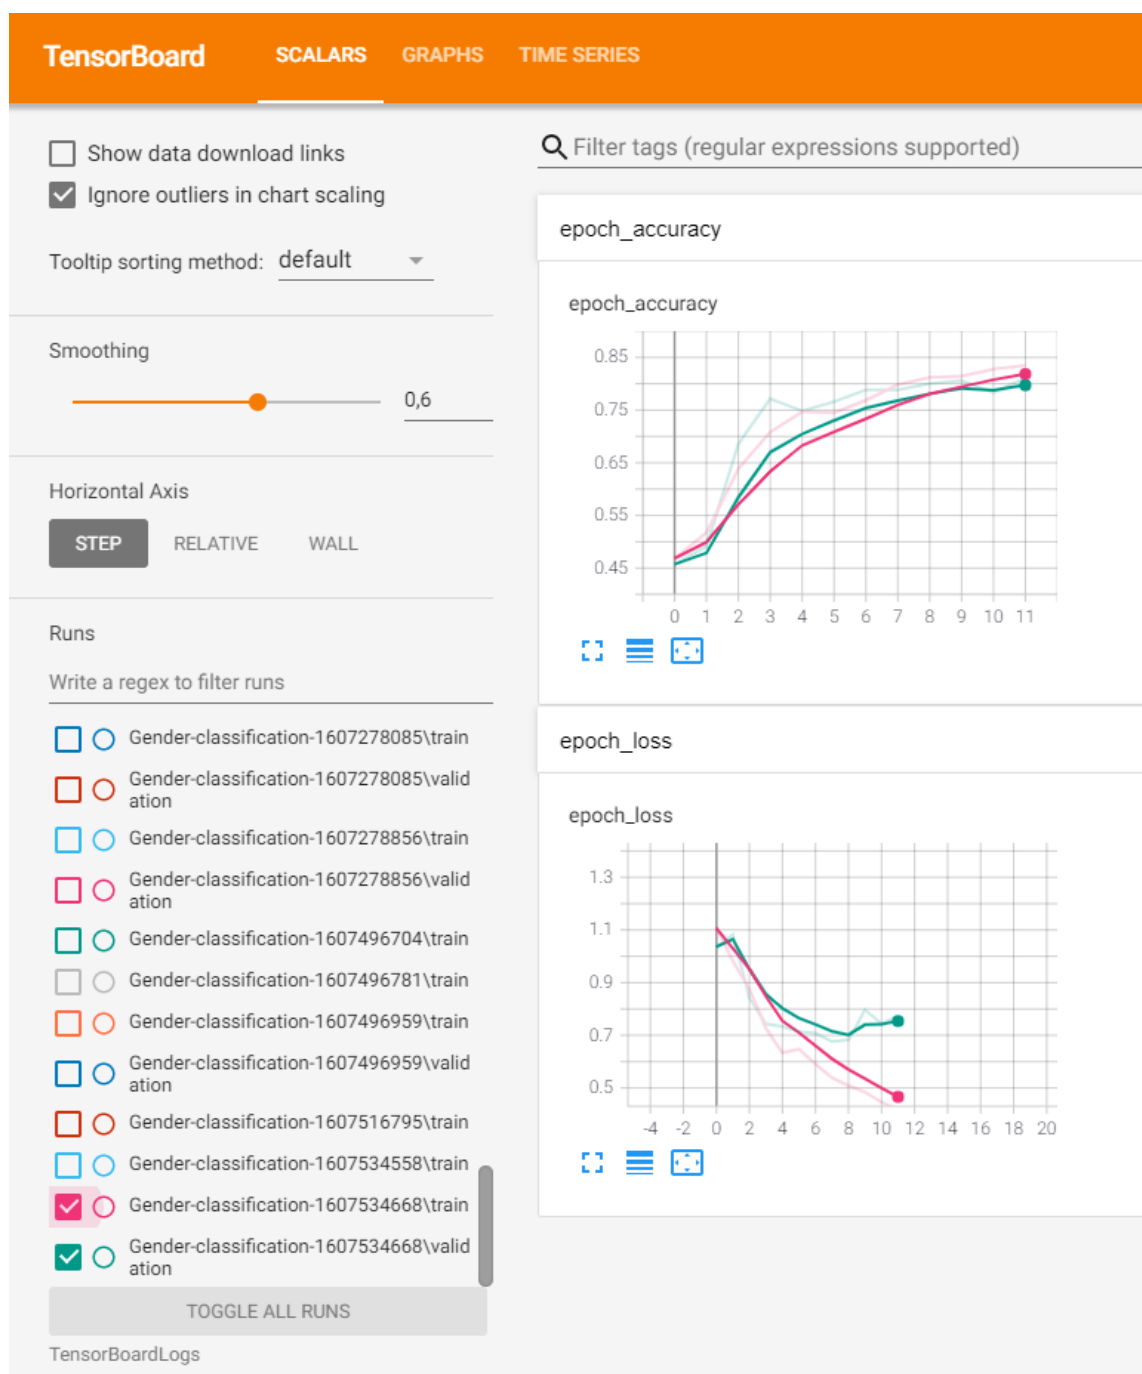 TensorBoard SCALARS GRAPHS TIME SERIES
Show data download links
Ignore outliers in chart scaling
Tooltip sorting method: default
Smoothing
0,6
Horizontal Axis
STEP RELATIVE WALL
Runs
Write a regex to filter runs
Gender-classification-1607278085\train
Gender-classification-1607278085\valid
ation
Gender-classification-1607278856\train
Gender-classification-1607278856\valid
ation
Gender-classification-1607496704\train
Gender-classification-1607496781\train
Gender-classification-1607496959\train
Gender-classification-1607496959\valid
ation
Gender-classification-1607516795\train
Gender-classification-1607534558\train
Gender-classification-1607534668\train
Gender-classification-1607534668\valid
ation
TOGGLE ALL RUNS
TensorBoardLogs
Filter tags (regular expressions supported)
epoch_accuracy
epoch_accuracy
0.85
0.75
0.65
0.55
0.45
0 1 2 3 4 5 6 7 8 9 10 11
epoch_loss
epoch_loss
1.3
1.1
0.9
0.7
0.5
-4 -2 0 2 4 6 8 10 12 14 16 18 20